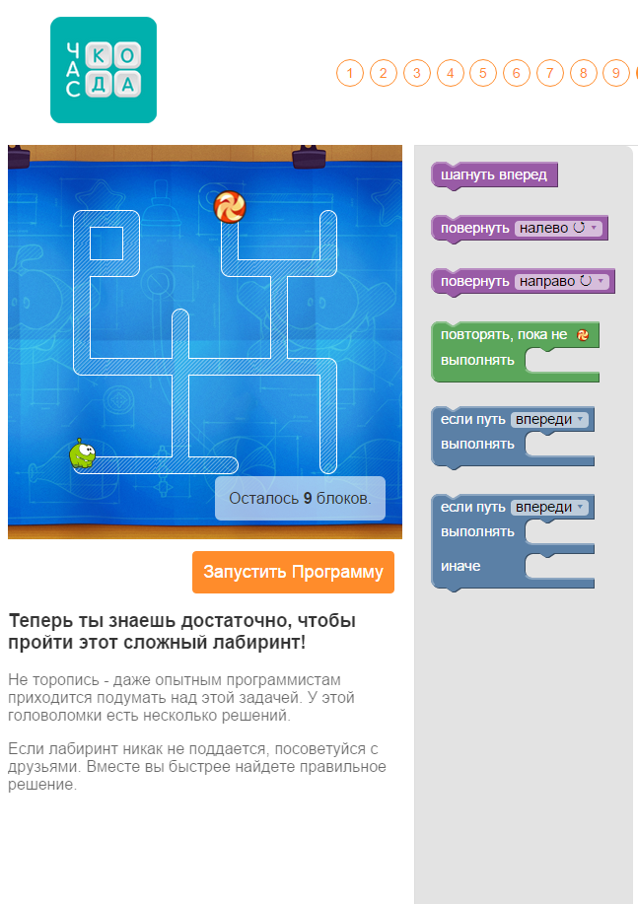 ЧАС КОДА
1 2 3 4 5 6 7 8 9
шагнуть вперед
повернуть налево
повернуть направо
повторять, пока не
выполнять
если путь впереди
выполнять
если путь впереди
выполнять
иначе
Осталось 9 блоков.
Запустить Программу
Теперь ты знаешь достаточно, чтобы
пройти этот сложный лабиринт!
Не торопись - даже опытным программистам
приходится подумать над этой задачей. У этой
головоломки есть несколько решений.
Если лабиринт никак не поддается, посоветуйся с
друзьями. Вместе вы быстрее найдете правильное
решение.